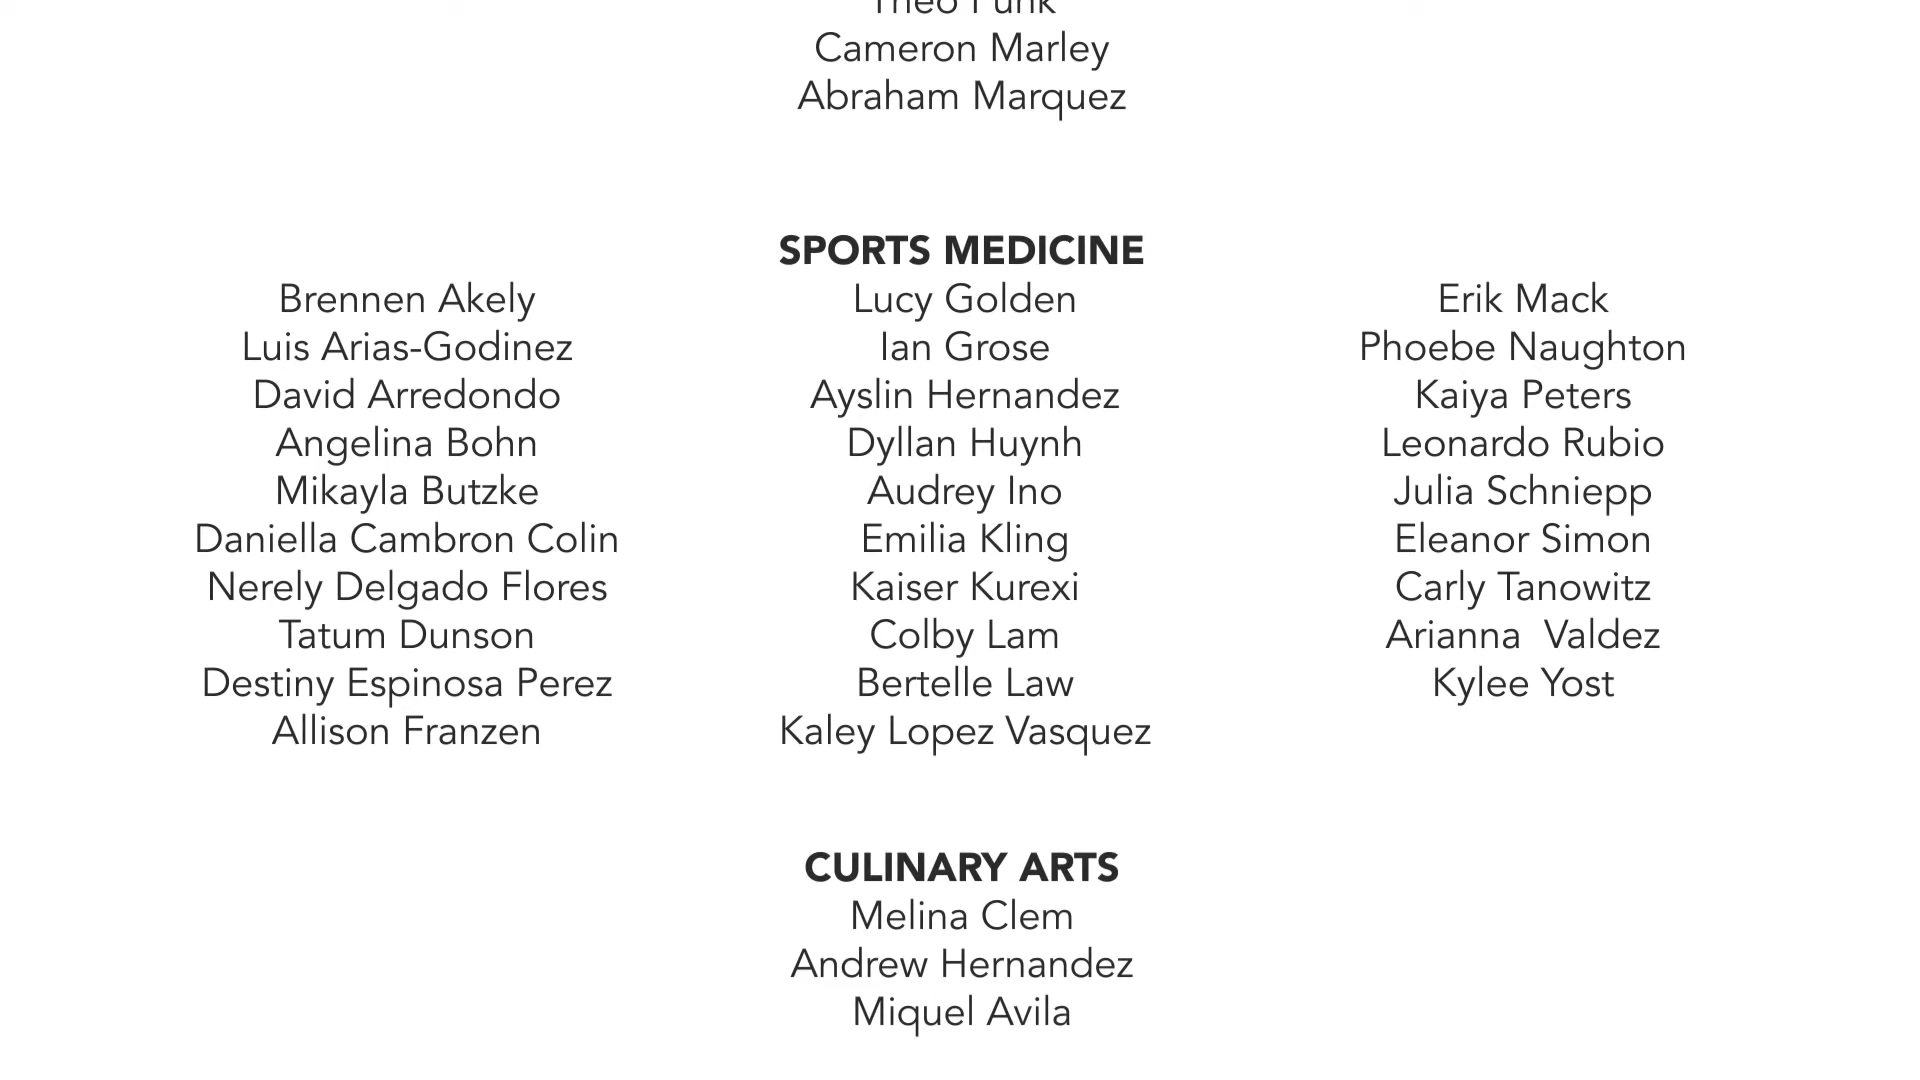 Theo Funk
Cameron Marley
Abraham Marquez
SPORTS MEDICINE
Brennen Akely
Luis Arias-Godinez
David Arredondo
Angelina Bohn
Mikayla Butzke
Daniella Cambron Colin
Nerely Delgado Flores
Tatum Dunson
Destiny Espinosa Perez
Allison Franzen
Lucy Golden
Ian Grose
Ayslin Hernandez
Dyllan Huynh
Audrey Ino
Emilia Kling
Kaiser Kurexi
Colby Lam
Bertelle Law
Kaley Lopez Vasquez
Erik Mack
Phoebe Naughton
Kaiya Peters
Leonardo Rubio
Julia Schniepp
Eleanor Simon
Carly Tanowitz
Arianna  Valdez
Kylee Yost
CULINARY ARTS
Melina Clem
Andrew Hernandez
Miquel Avila